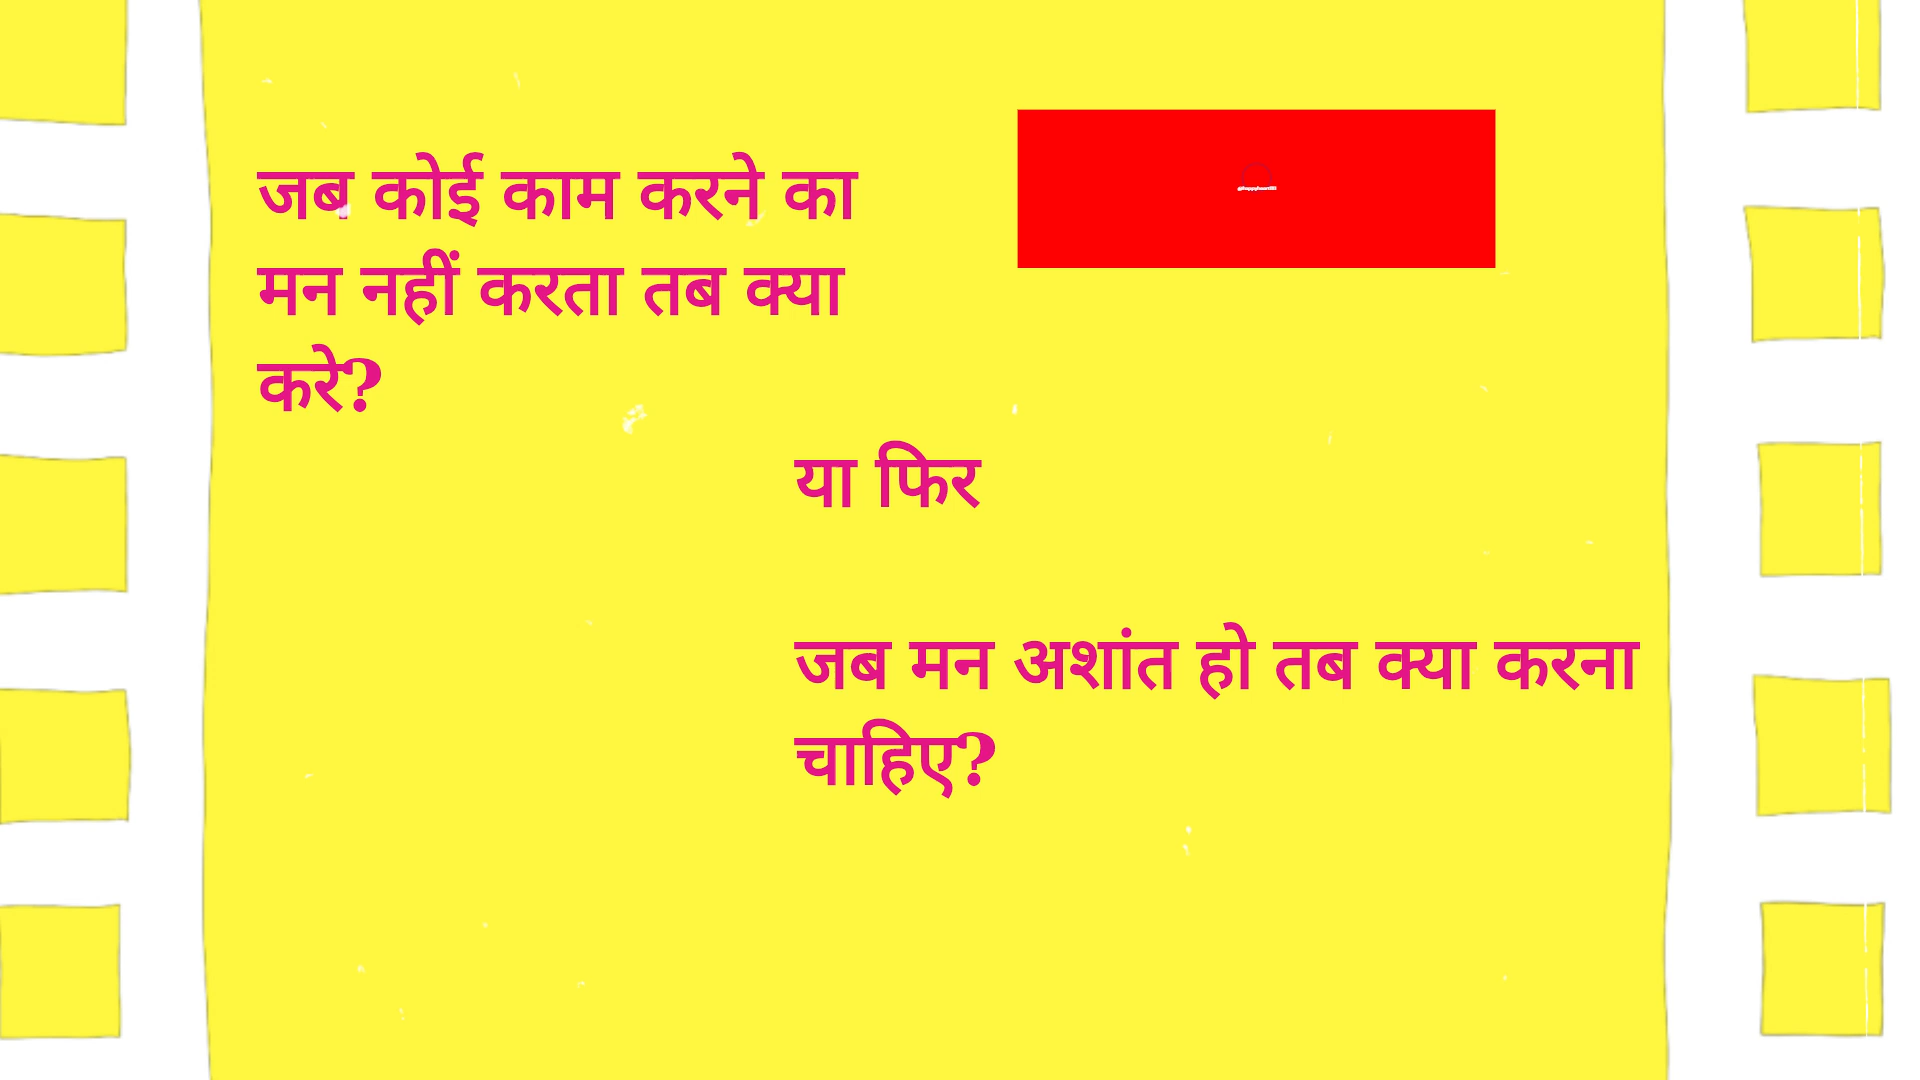 जब कोई काम करने का
मन नहीं करता तब क्या
करे?
या फिर
जब मन अशांत हो तब क्या करना
चाहिए?